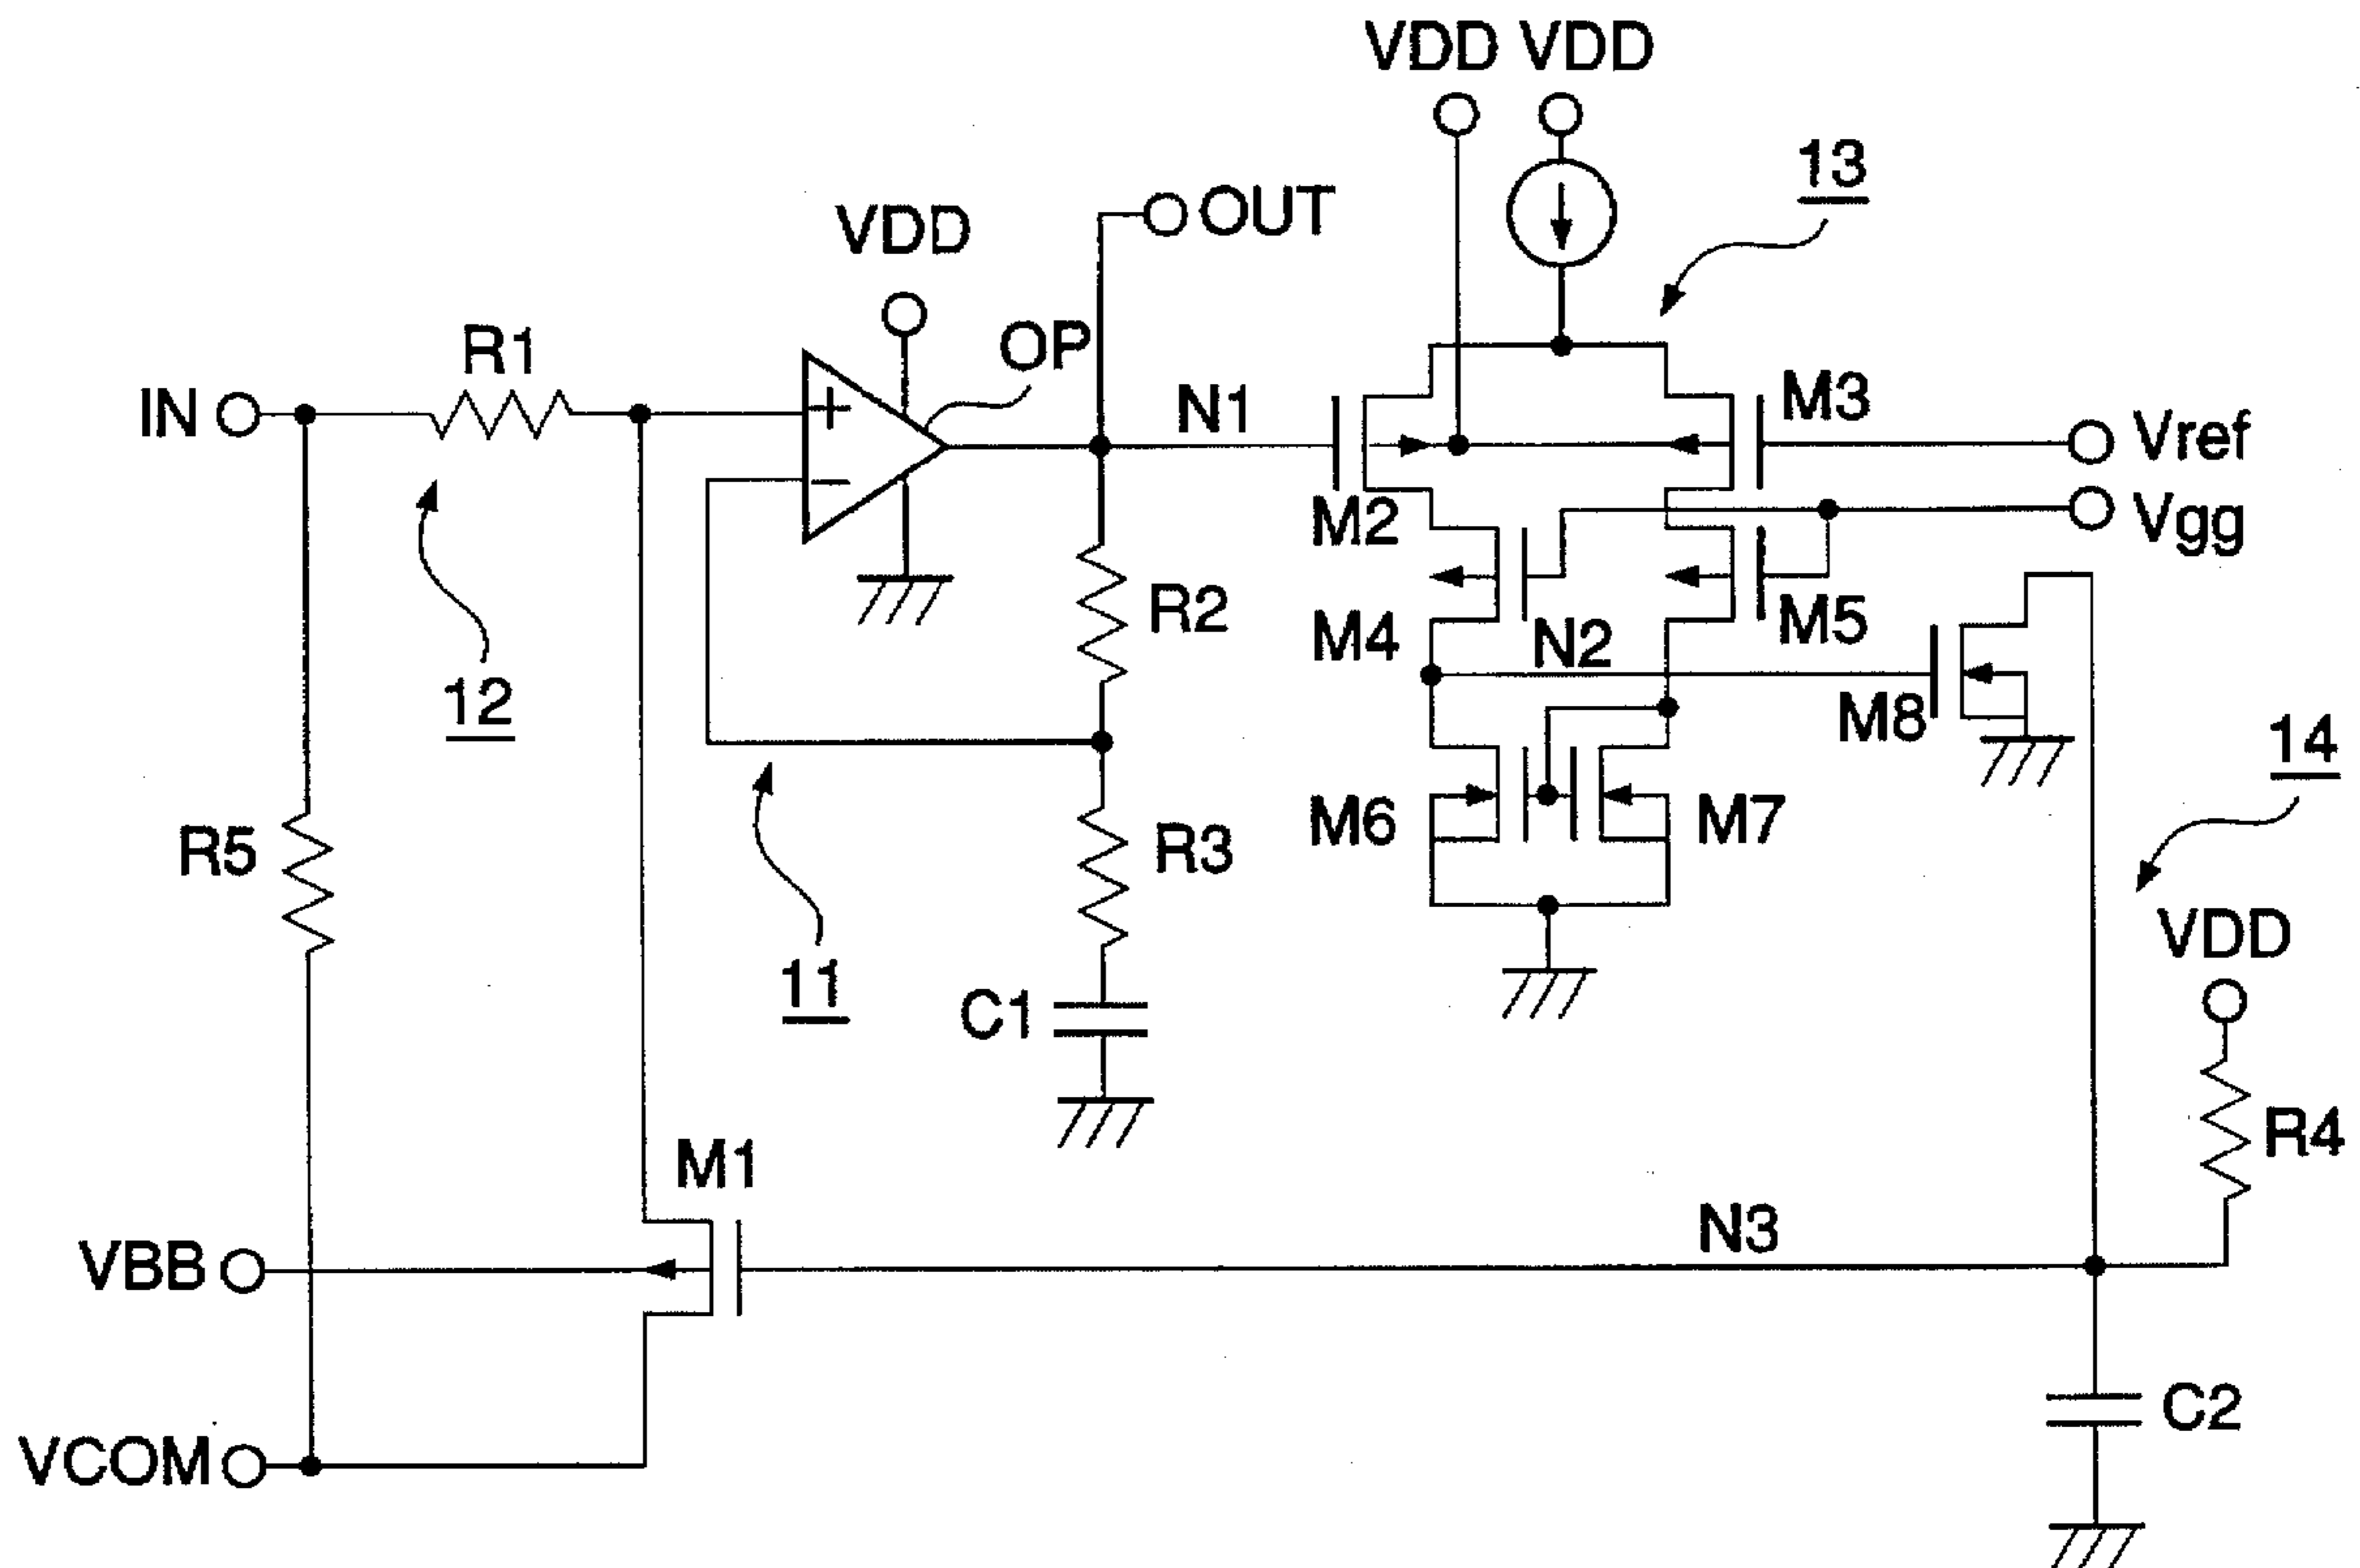 VDD VDD
13
VDD
OUT
OP
R1
IN
N1
M3
Vref
Vgg
M2
+
−
R2
M4
N2
M5
12
M8
14
R5
R3
M6
M7
VDD
11
C1
R4
M1
N3
VBB
C2
VCOM